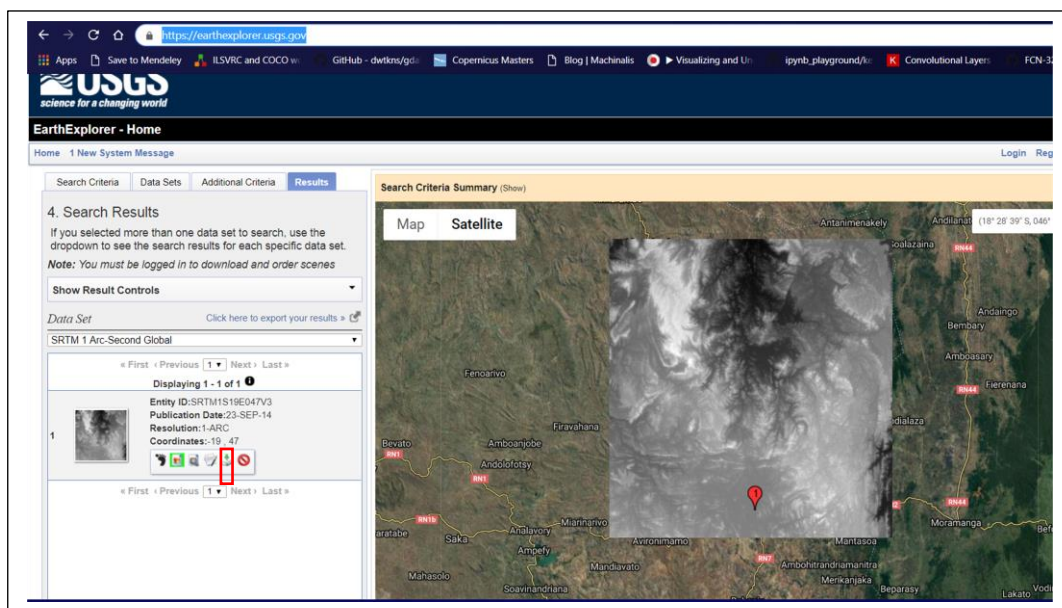 https://earthexplorer.usgs.gov
Apps Save to Mendeley ILSVRC and COCO w GitHub - dwtkns/gd Copernicus Masters Blog | Machinalis ▶ Visualizing and Un ipynb_playground/ke Convolutional Layers FCN-32
USGS
science for a changing world
EarthExplorer - Home
Home 1 New System Message
Login Reg
Search Criteria Data Sets Additional Criteria Results
4. Search Results
If you selected more than one data set to search, use the
dropdown to see the search results for each specific data set.
Note: You must be logged in to download and order scenes
Show Result Controls
Data Set
Click here to export your results »
SRTM 1 Arc-Second Global
« First ‹ Previous 1 Next › Last »
Displaying 1 - 1 of 1
1
Entity ID:SRTM1S19E047V3
Publication Date:23-SEP-14
Resolution:1-ARC
Coordinates:-19 , 47
« First ‹ Previous 1 Next › Last »
Search Criteria Summary (Show)
Map Satellite
(18° 28' 39" S, 046°
Antanimenakely
Andilanat
oalazaina
RN44
Andaingo
Bembary
Amboasary
RN44
Fierenana
Fenoarivo
Firavahana
ndialaza
Bevato
Amboanjobe
RN1
Andolofotsy
RN1
1
RN44
RN1b
Miarinarivo
Moramanga
aratabe
Saka
Analavory
Avironimamo
Mantasoa
Bef
Ampefy
RN7
Ambohitrandriamanitra
Mandiavato
Mahasolo
Merikanjaka
Soavinandriana
Beparasy
Vodi
Lakato